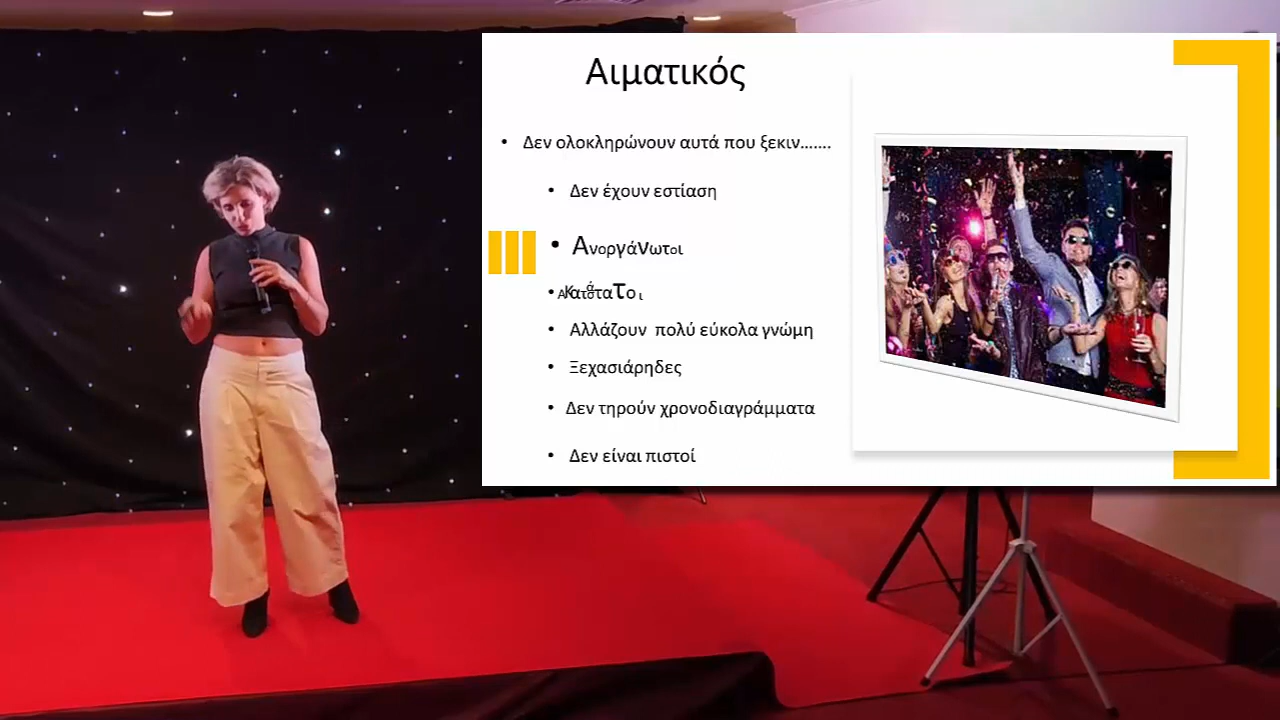 Αιματικός
• Δεν ολοκληρώνουν αυτά που ξεκιν…….
• Δεν έχουν εστίαση
• Ανοργάνωτοι
• Ακατάστατοι
• Αλλάζουν πολύ εύκολα γνώμη
• Ξεχασιάρηδες
• Δεν τηρούν χρονοδιαγράμματα
• Δεν είναι πιστοί